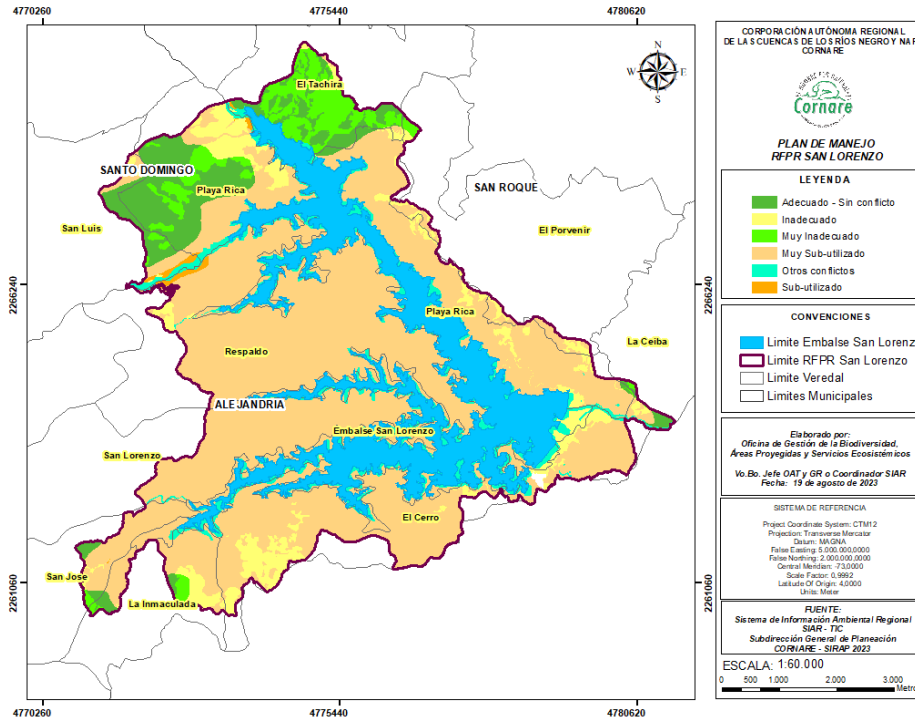 4770260
4775440
4780620
2266240
2261060
El Tachira
N
W
E
S
SANTO DOMINGO
Playa Rica
SAN ROQUE
San Luis
El Porvenir
Playa Rica
Respaldo
La Ceiba
ALEJANDRIA
Embalse San Lorenzo
San Lorenzo
El Cerro
San Jose
La Inmaculada
2266240
2261060
4770260
4775440
4780620
CORPORACIÓN AUTÓNOMA REGIONAL
DE LAS CUENCAS DE LOS RÍOS NEGRO Y NAR
CORNARE
Cornare
PLAN DE MANEJO
RFPR SAN LORENZO
LEYENDA
Adecuado - Sin conflicto
Inadecuado
Muy Inadecuado
Muy Sub-utilizado
Otros conflictos
Sub-utilizado
CONVENCIONES
Limite Embalse San Lorenz
Limite RFPR San Lorenzo
Limite Veredal
Limites Municipales
Elaborado por:
Oficina de Gestión de la Biodiversidad,
Áreas Proyegidas y Servicios Ecosistémicos
Vo.Bo. Jefe OAT y GR o Coordinador SIAR
Fecha: 19 de agosto de 2023
SISTEMA DE REFERENCIA
Project Coordinate System: CTM12
Projection: Transverse Mercator
Datum: MAGNA
False Easting: 5.000.000,0000
False Northing: 2.000.000,0000
Central Meridian: -73,0000
Scale Factor: 0,9992
Latitude Of Origin: 4,0000
Units: Meter
FUENTE:
Sistema de Información Ambiental Regional
SIAR - TIC
Subdirección General de Planeación
CORNARE - SIRAP 2023
ESCALA: 1:60.000
0 500 1.000 2.000 3.000
Metro